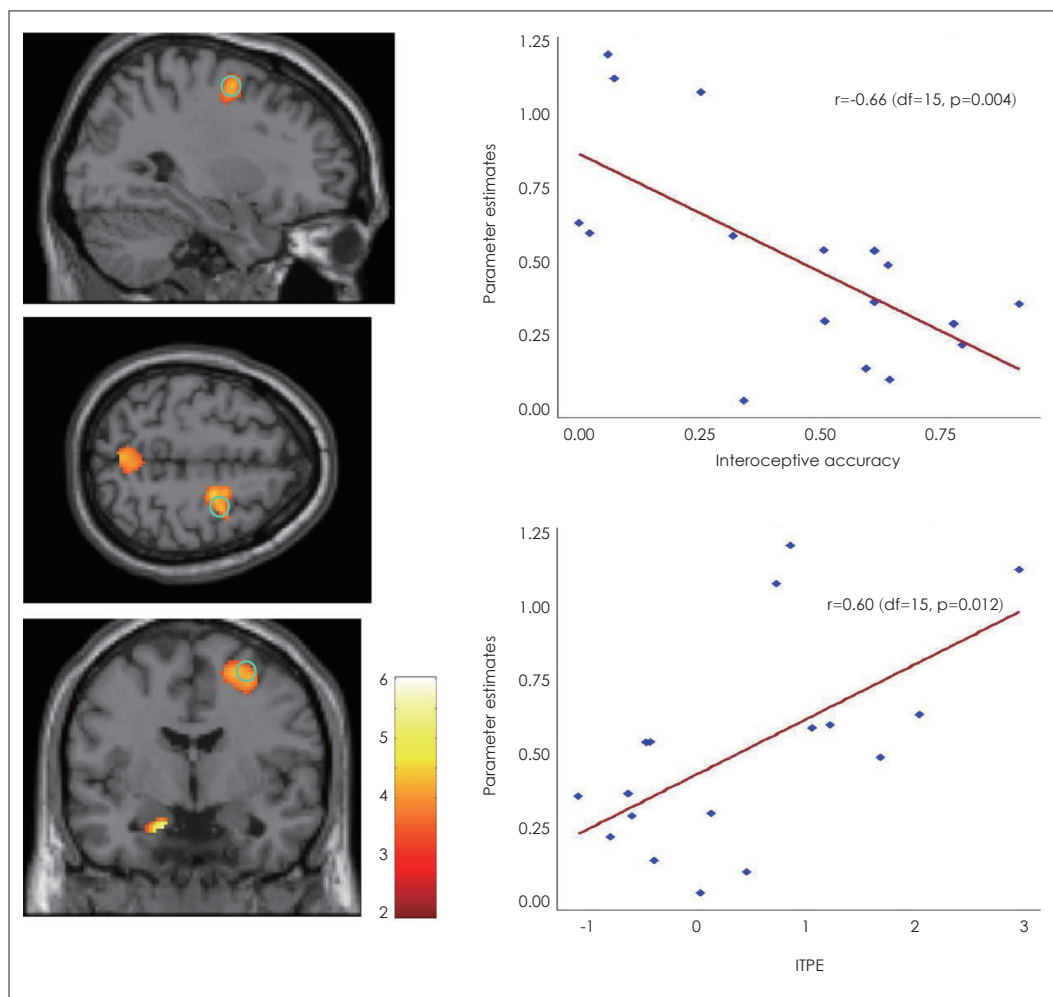 1.25
1.00
0.75
0.50
0.25
0.00
Parameter estimates
r=-0.66 (df=15, p=0.004)
0.00 0.25 0.50 0.75
Interoceptive accuracy
6
5
4
3
2
1.25
1.00
0.75
0.50
0.25
0.00
Parameter estimates
r=0.60 (df=15, p=0.012)
-1 0 1 2 3
ITPE